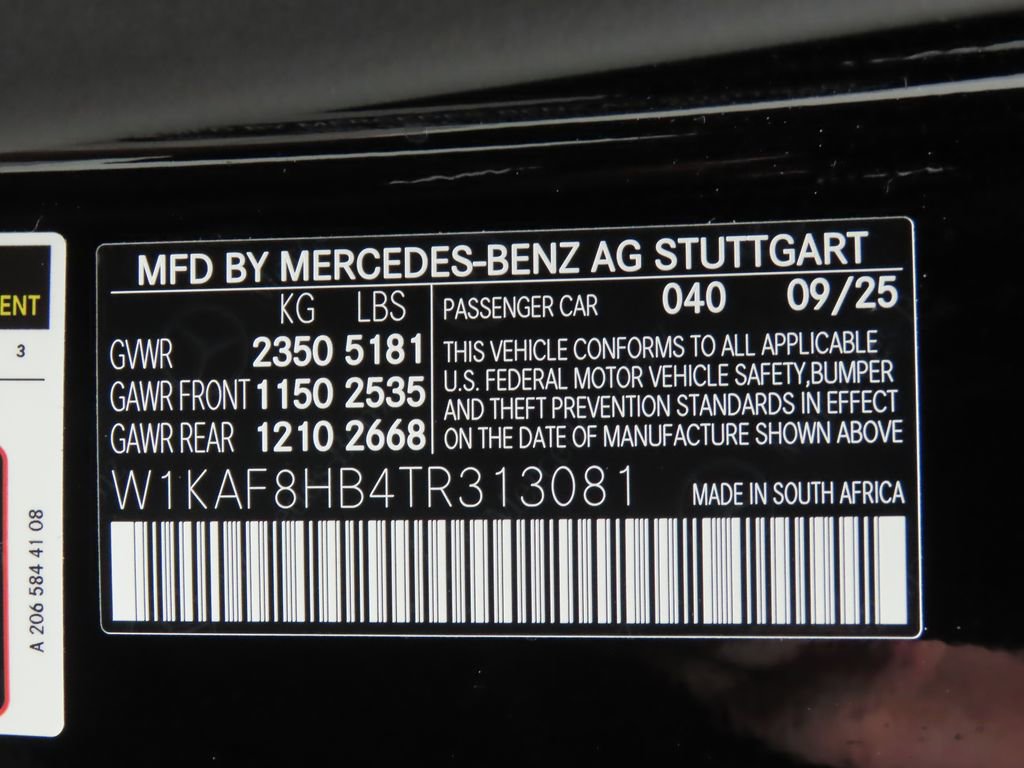 MFD BY MERCEDES-BENZ AG STUTTGART
KG LBS
GVWR 2350 5181
GAWR FRONT 1150 2535
GAWR REAR 1210 2668
PASSENGER CAR 040 09/25
THIS VEHICLE CONFORMS TO ALL APPLICABLE
U.S. FEDERAL MOTOR VEHICLE SAFETY,BUMPER
AND THEFT PREVENTION STANDARDS IN EFFECT
ON THE DATE OF MANUFACTURE SHOWN ABOVE
W1KAF8HB4TR313081 MADE IN SOUTH AFRICA
ENT
3
A 206 584 41 08